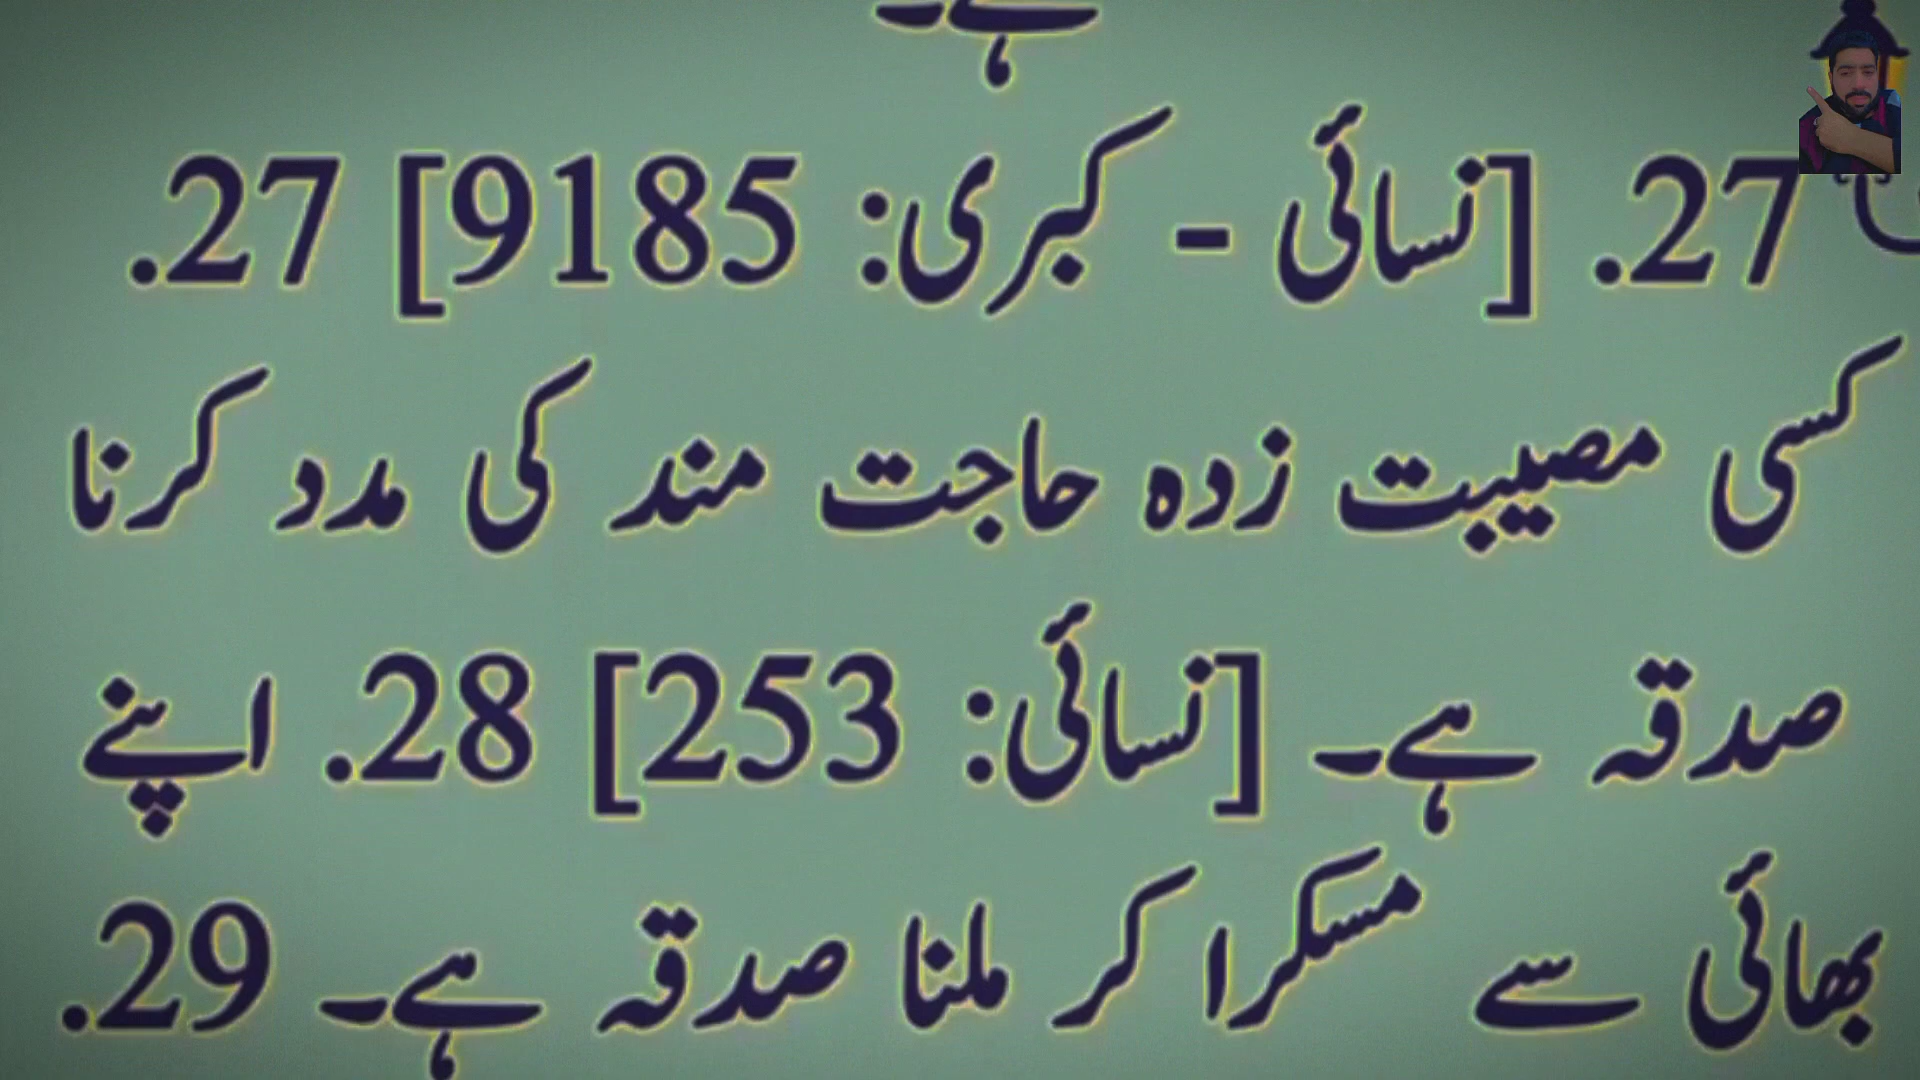 ہے۔
27. [نسائی - کبری: 9185] 27.
کسی مصیبت زدہ حاجت مند کی مدد کرنا
صدقہ ہے۔ [نسائی: 253] 28. اپنے
بھائی سے مسکرا کر ملنا صدقہ ہے۔ 29.